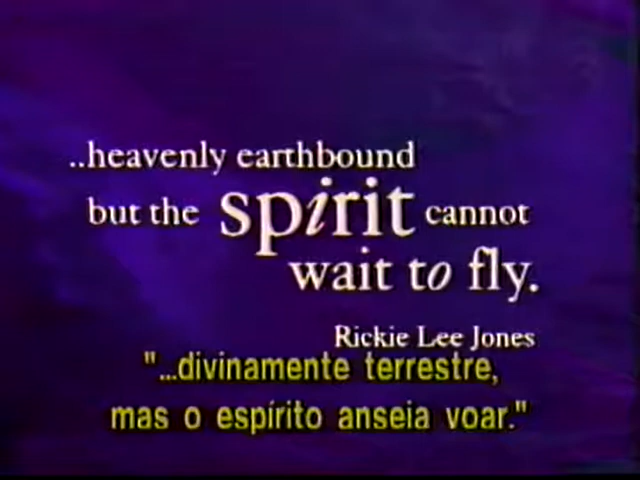 ..heavenly earthbound
but the spirit cannot
wait to fly.
Rickie Lee Jones
"...divinamente terrestre,
mas o espírito anseia voar."